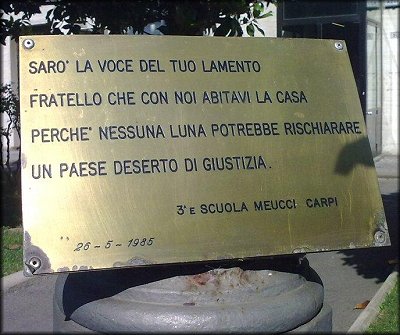 SARO' LA VOCE DEL TUO LAMENTO
FRATELLO CHE CON NOI ABITAVI LA CASA
PERCHE' NESSUNA LUNA POTREBBE RISCHIARARE
UN PAESE DESERTO DI GIUSTIZIA.
3ª E SCUOLA MEUCCI CARPI
26-5-1985